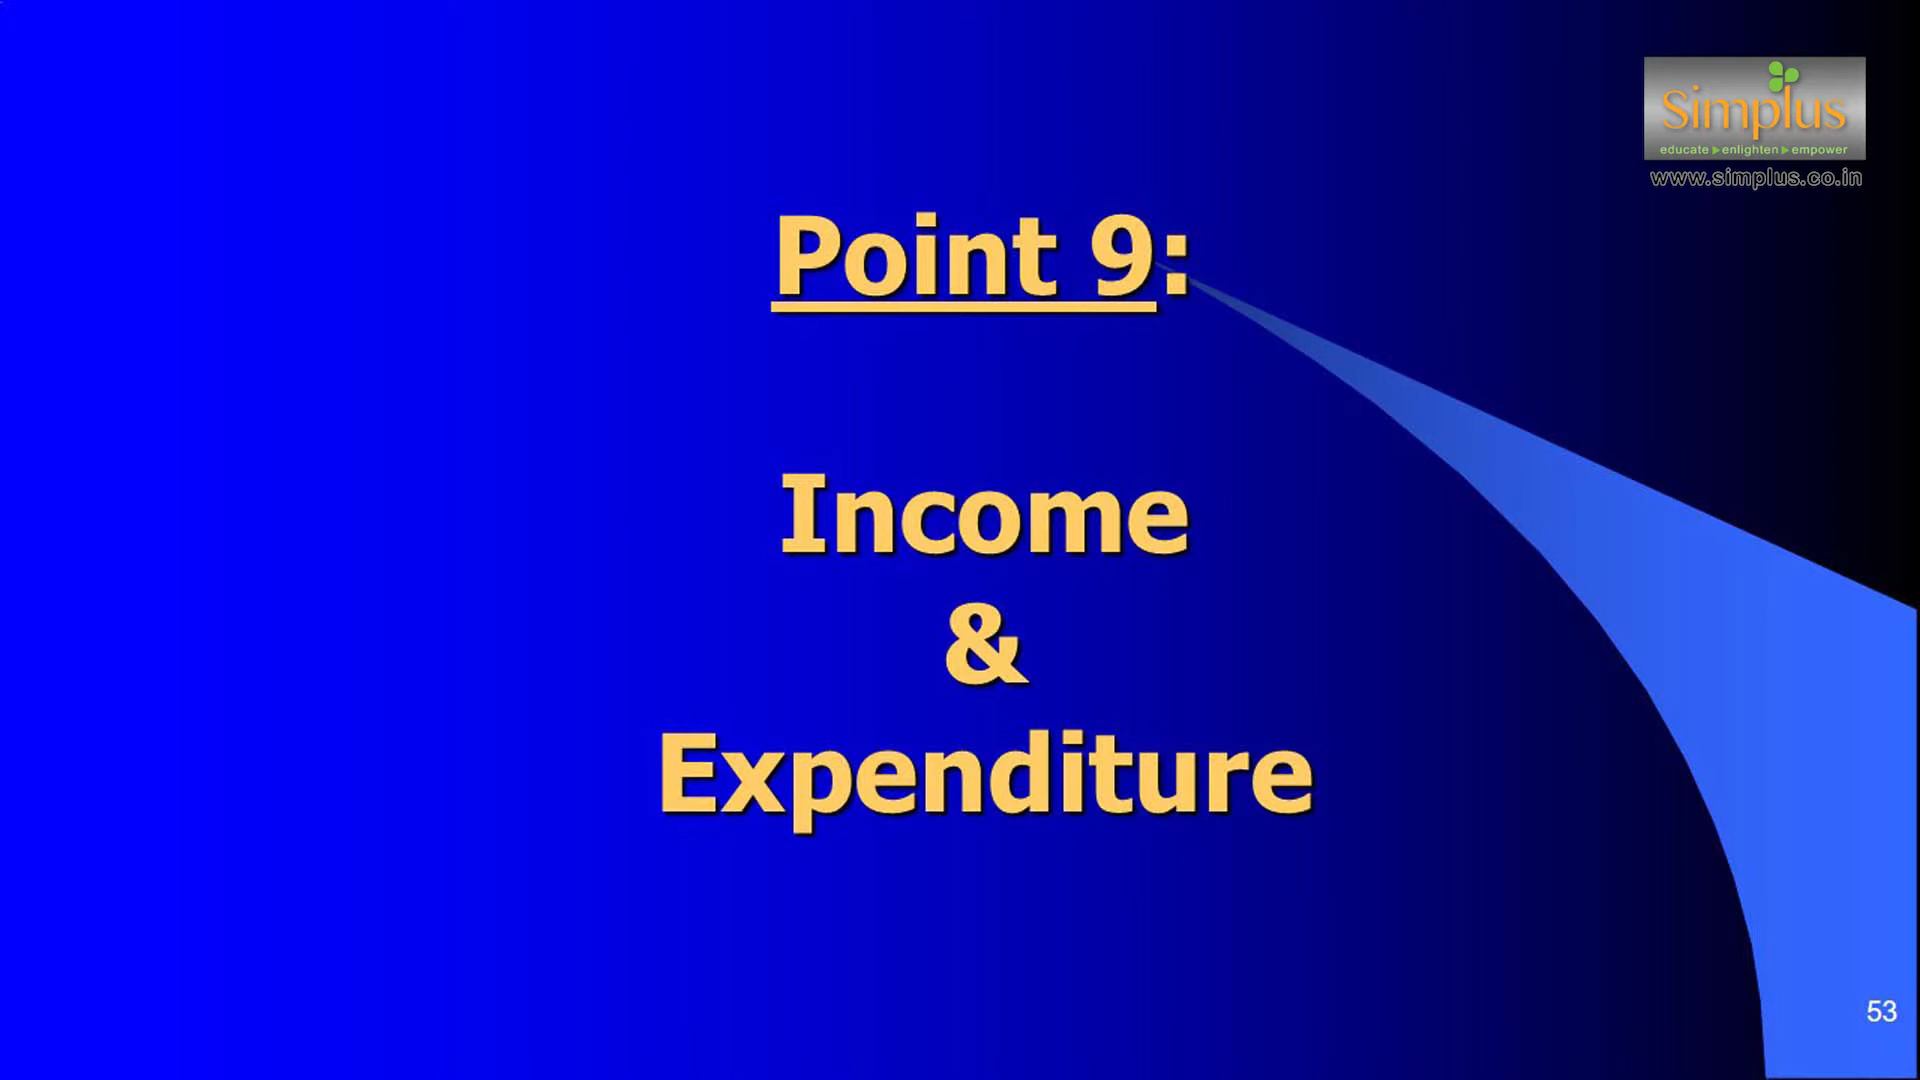 Simplus
educate ▶ enlighten ▶ empower
www.simplus.co.in
Point 9:
Income
&
Expenditure
53